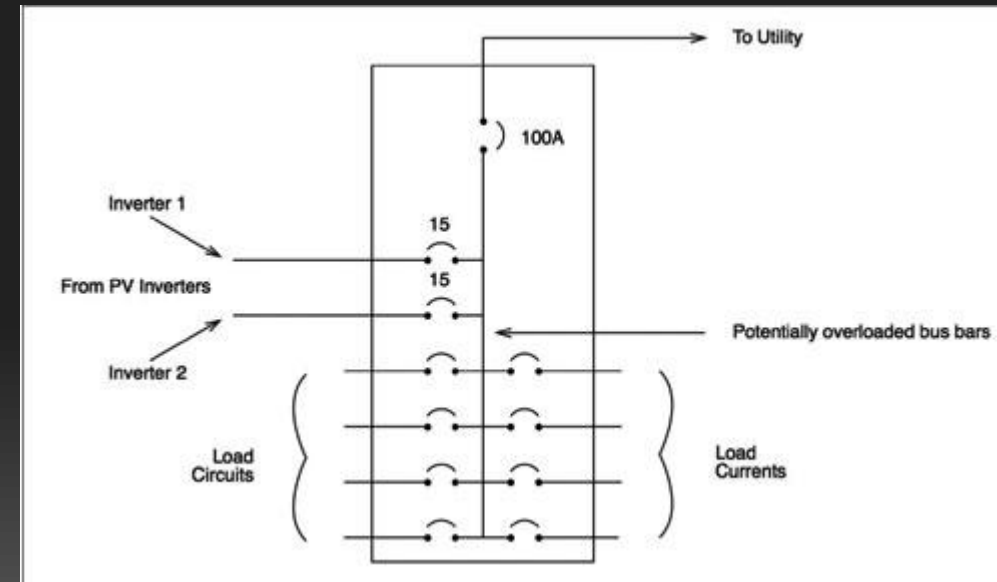 To Utility
100A
Inverter 1
15
From PV Inverters
15
Potentially overloaded bus bars
Inverter 2
Load
Circuits
Load
Currents